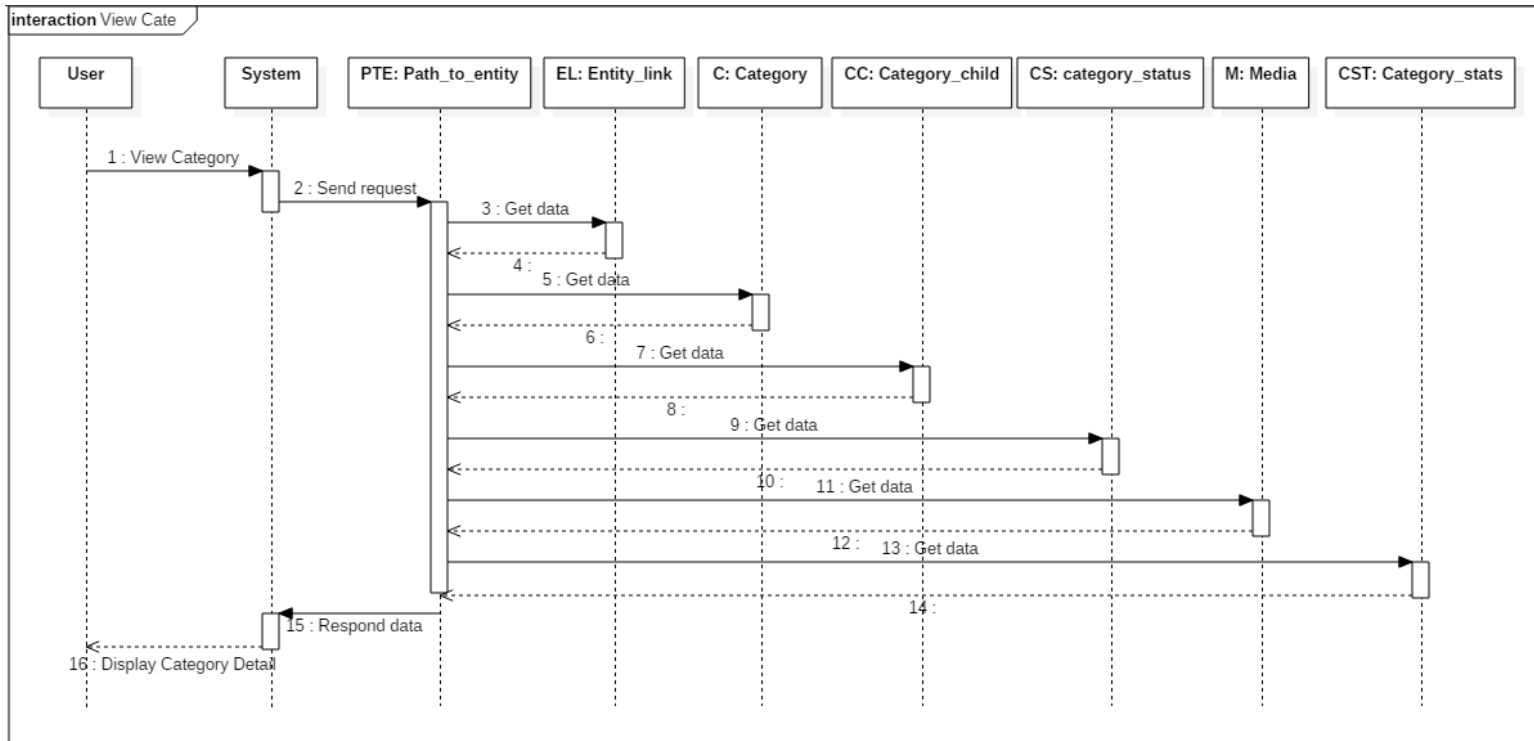 interaction View Cate
User
System
PTE: Path_to_entity
EL: Entity_link
C: Category
CC: Category_child
CS: category_status
M: Media
CST: Category_stats
1 : View Category
2 : Send request
3 : Get data
4 :
5 : Get data
6 :
7 : Get data
8 :
9 : Get data
10 :
11 : Get data
12 :
13 : Get data
14 :
15 : Respond data
16 : Display Category Detail